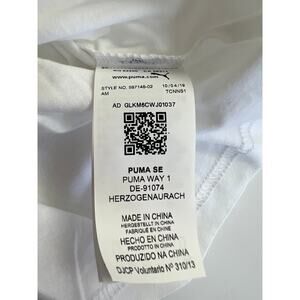 www.puma.com
STYLE NO. 597148-02 10/04/19
AM TCNNS1
AD GLKM6CWJ01037
PUMA SE
PUMA WAY 1
DE-91074
HERZOGENAURACH
MADE IN CHINA
HERGESTELLT IN CHINA
FABRIQUÉ EN CHINE
HECHO EN CHINA
PRODOTTO IN CHINA
PRODUZIDO NA CHINA
OJCP Voluntario Nº 310/13